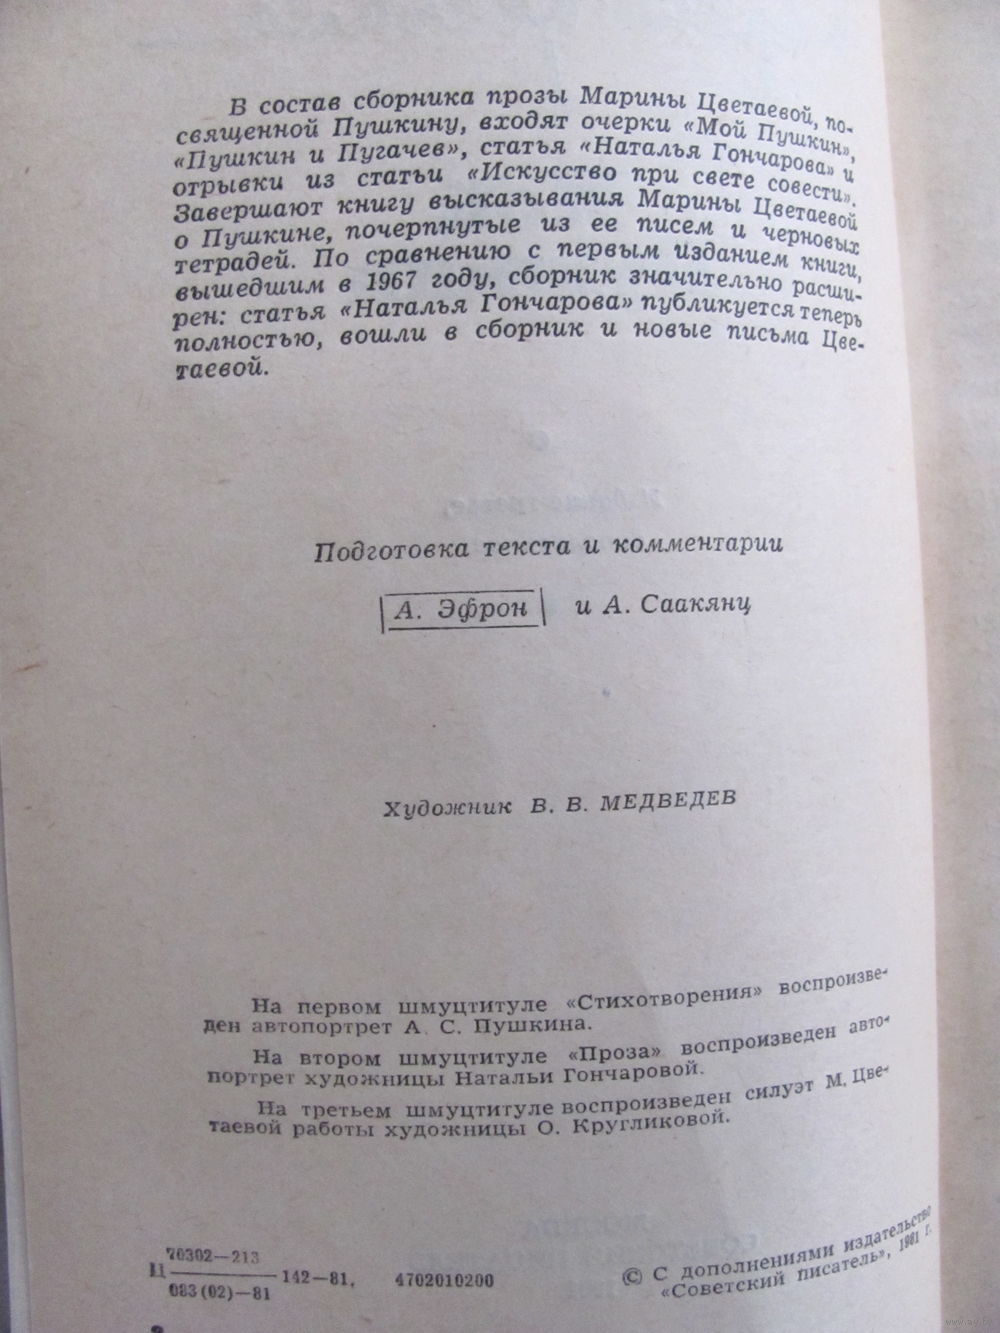 В состав сборника прозы Марины Цветаевой, по-
священной Пушкину, входят очерки «Мой Пушкин»,
«Пушкин и Пугачев», статья «Наталья Гончарова» и
отрывки из статьи «Искусство при свете совести».
Завершают книгу высказывания Марины Цветаевой
о Пушкине, почерпнутые из ее писем и черновых
тетрадей. По сравнению с первым изданием книги,
вышедшим в 1967 году, сборник значительно расши-
рен: статья «Наталья Гончарова» публикуется теперь
полностью, вошли в сборник и новые письма Цве-
таевой.
Подготовка текста и комментарии
А. Эфрон и А. Саакянц
Художник В. В. МЕДВЕДЕВ
На первом шмуцтитуле «Стихотворения» воспроизве-
ден автопортрет А. С. Пушкина.
На втором шмуцтитуле «Проза» воспроизведен авто-
портрет художницы Натальи Гончаровой.
На третьем шмуцтитуле воспроизведен силуэт М. Цве-
таевой работы художницы О. Кругликовой.
70302—213
Ц 142—81. 4702010200
083(02)—81
© С дополнениями издательство
«Советский писатель», 1981 г.